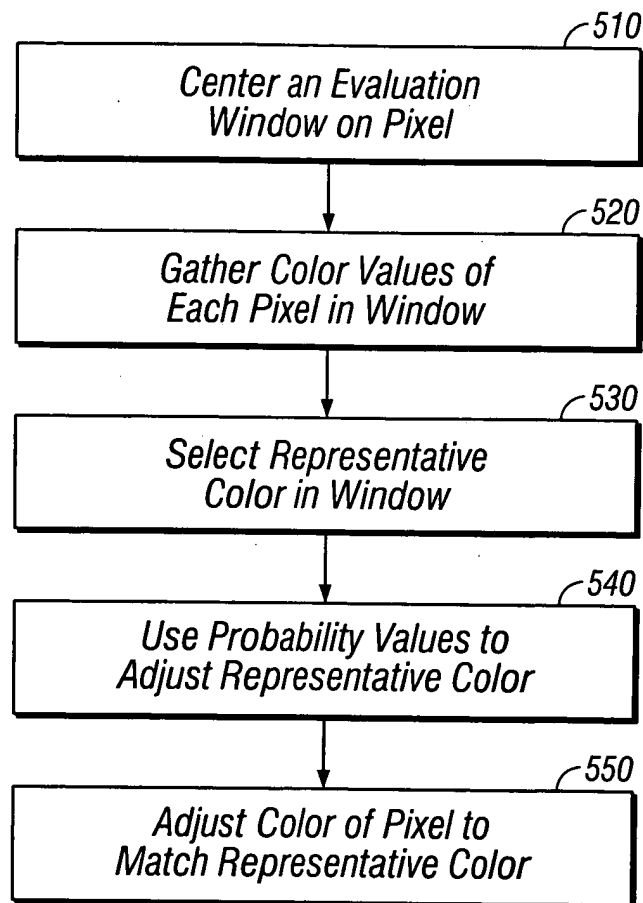 510
Center an Evaluation
Window on Pixel
520
Gather Color Values of
Each Pixel in Window
530
Select Representative
Color in Window
540
Use Probability Values to
Adjust Representative Color
550
Adjust Color of Pixel to
Match Representative Color